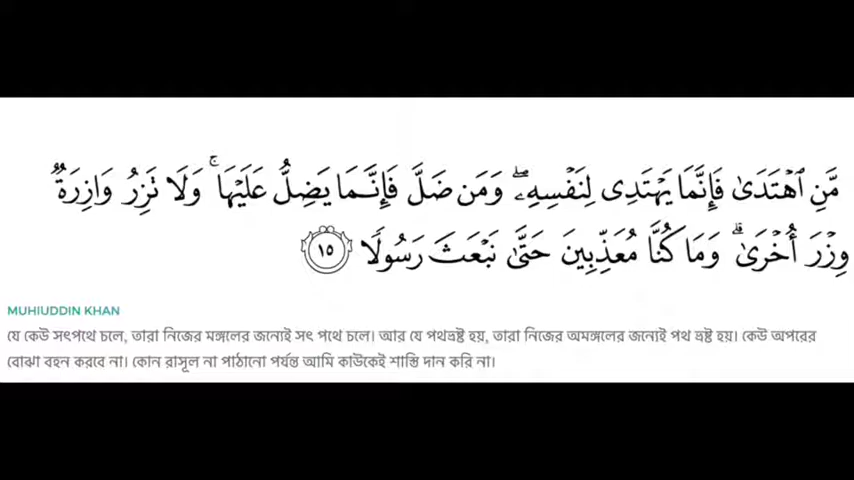 مَّنِ ٱهْتَدَىٰ فَإِنَّمَا يَهْتَدِى لِنَفْسِهِۦ ۖ وَمَن ضَلَّ فَإِنَّمَا يَضِلُّ عَلَيْهَا ۚ وَلَا تَزِرُ وَازِرَةٌ
وِزْرَ أُخْرَىٰ ۗ وَمَا كُنَّا مُعَذِّبِينَ حَتَّىٰ نَبْعَثَ رَسُولًا ١٥
MUHIUDDIN KHAN
যে কেউ সৎপথে চলে, তারা নিজের মঙ্গলের জন্যেই সৎ পথে চলে। আর যে পথভ্রষ্ট হয়, তারা নিজের অমঙ্গলের জন্যেই পথ ভ্রষ্ট হয়। কেউ অপরের
বোঝা বহন করবে না। কোন রাসূল না পাঠানো পর্যন্ত আমি কাউকেই শাস্তি দান করি না।